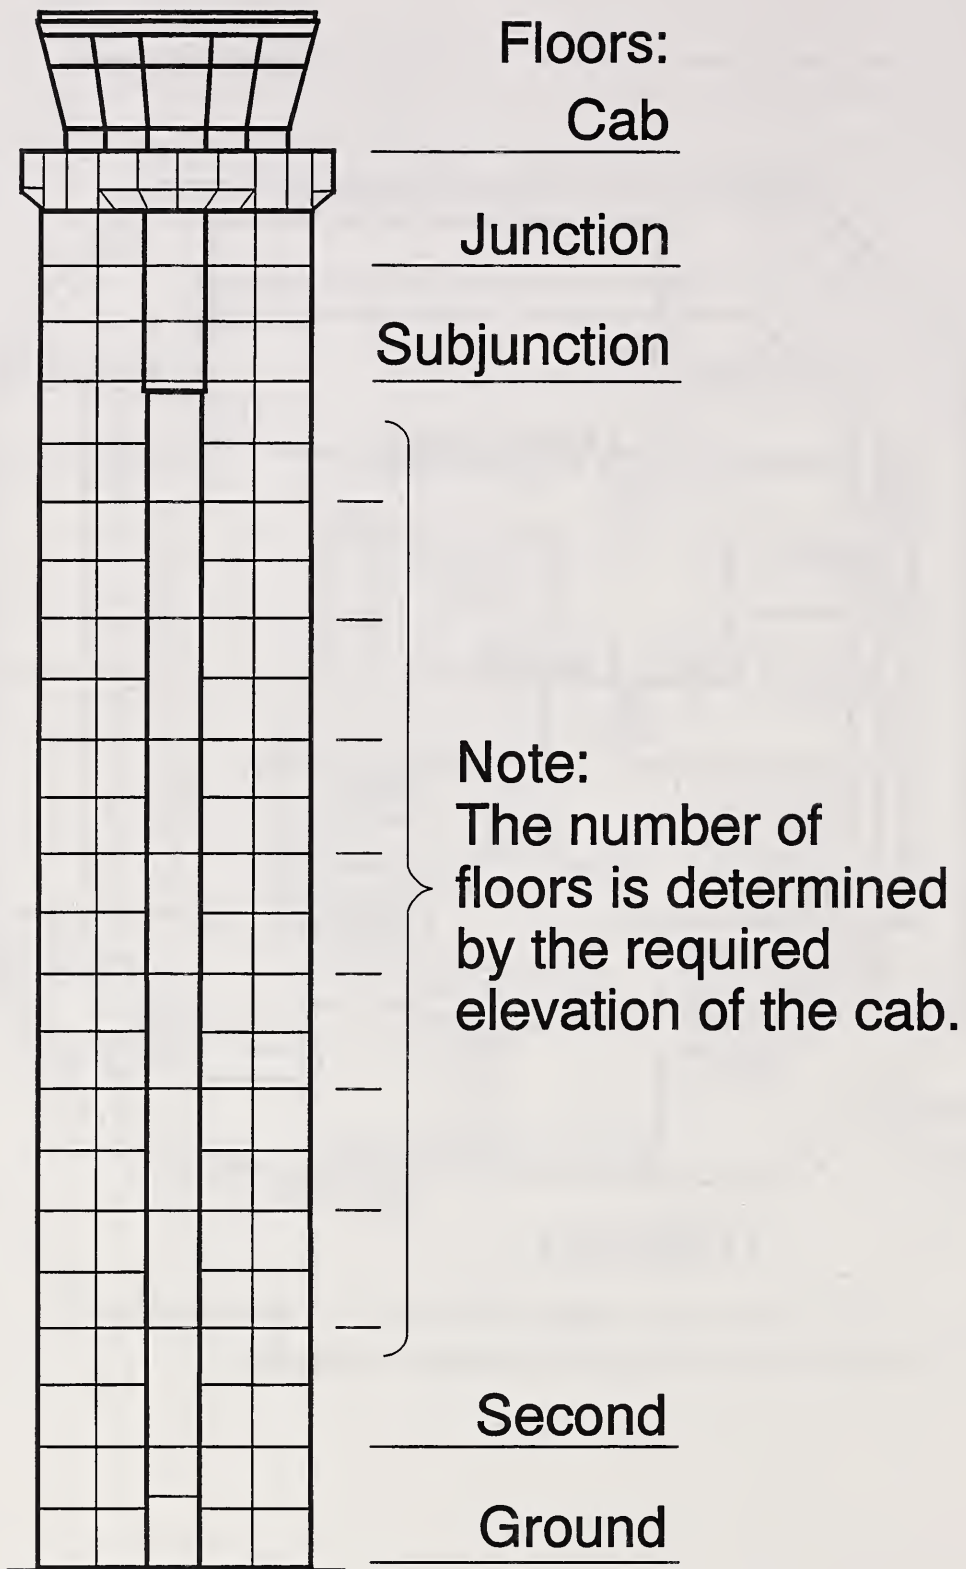 Floors:
Cab
Junction
Subjunction
Note:
The number of
floors is determined
by the required
elevation of the cab.
Second
Ground